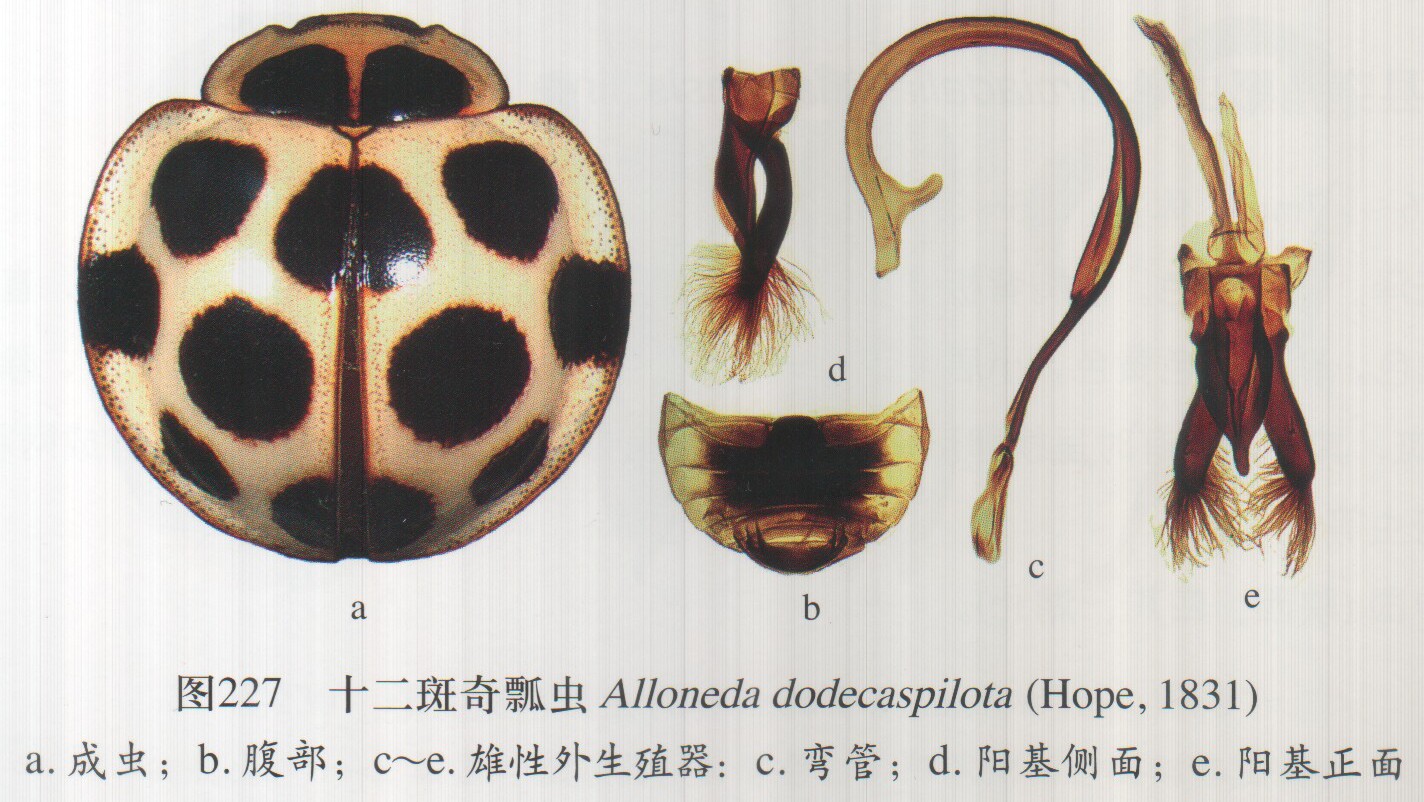 d
c
e
a
b
图227 十二斑奇瓢虫 Alloneda dodecaspilota (Hope, 1831)
a. 成虫；b. 腹部；c～e. 雄性外生殖器：c. 弯管；d. 阳基侧面；e. 阳基正面